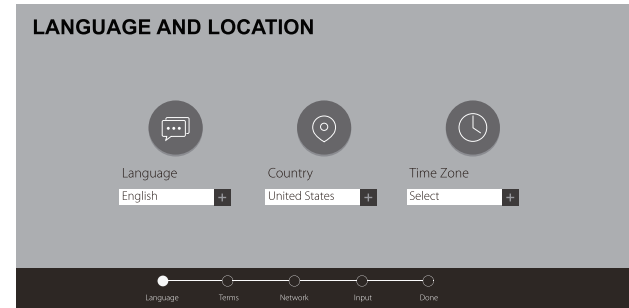 LANGUAGE AND LOCATION
Language Country Time Zone
English + United States + Select +
Language Terms Network Input Done